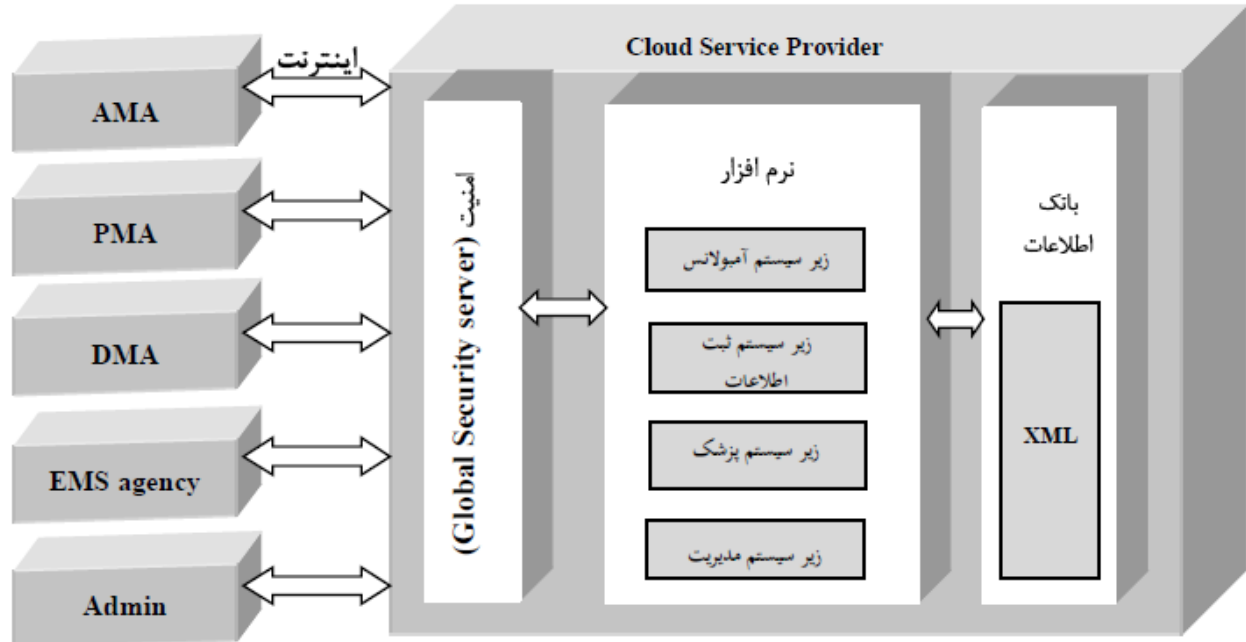 Cloud Service Provider
اینترنت
AMA
PMA
DMA
EMS agency
Admin
امنیت (Global Security server)
نرم افزار
زیر سیستم آمبولانس
زیر سیستم ثبت
اطلاعات
زیر سیستم پزشک
زیر سیستم مدیریت
بانک
اطلاعات
XML